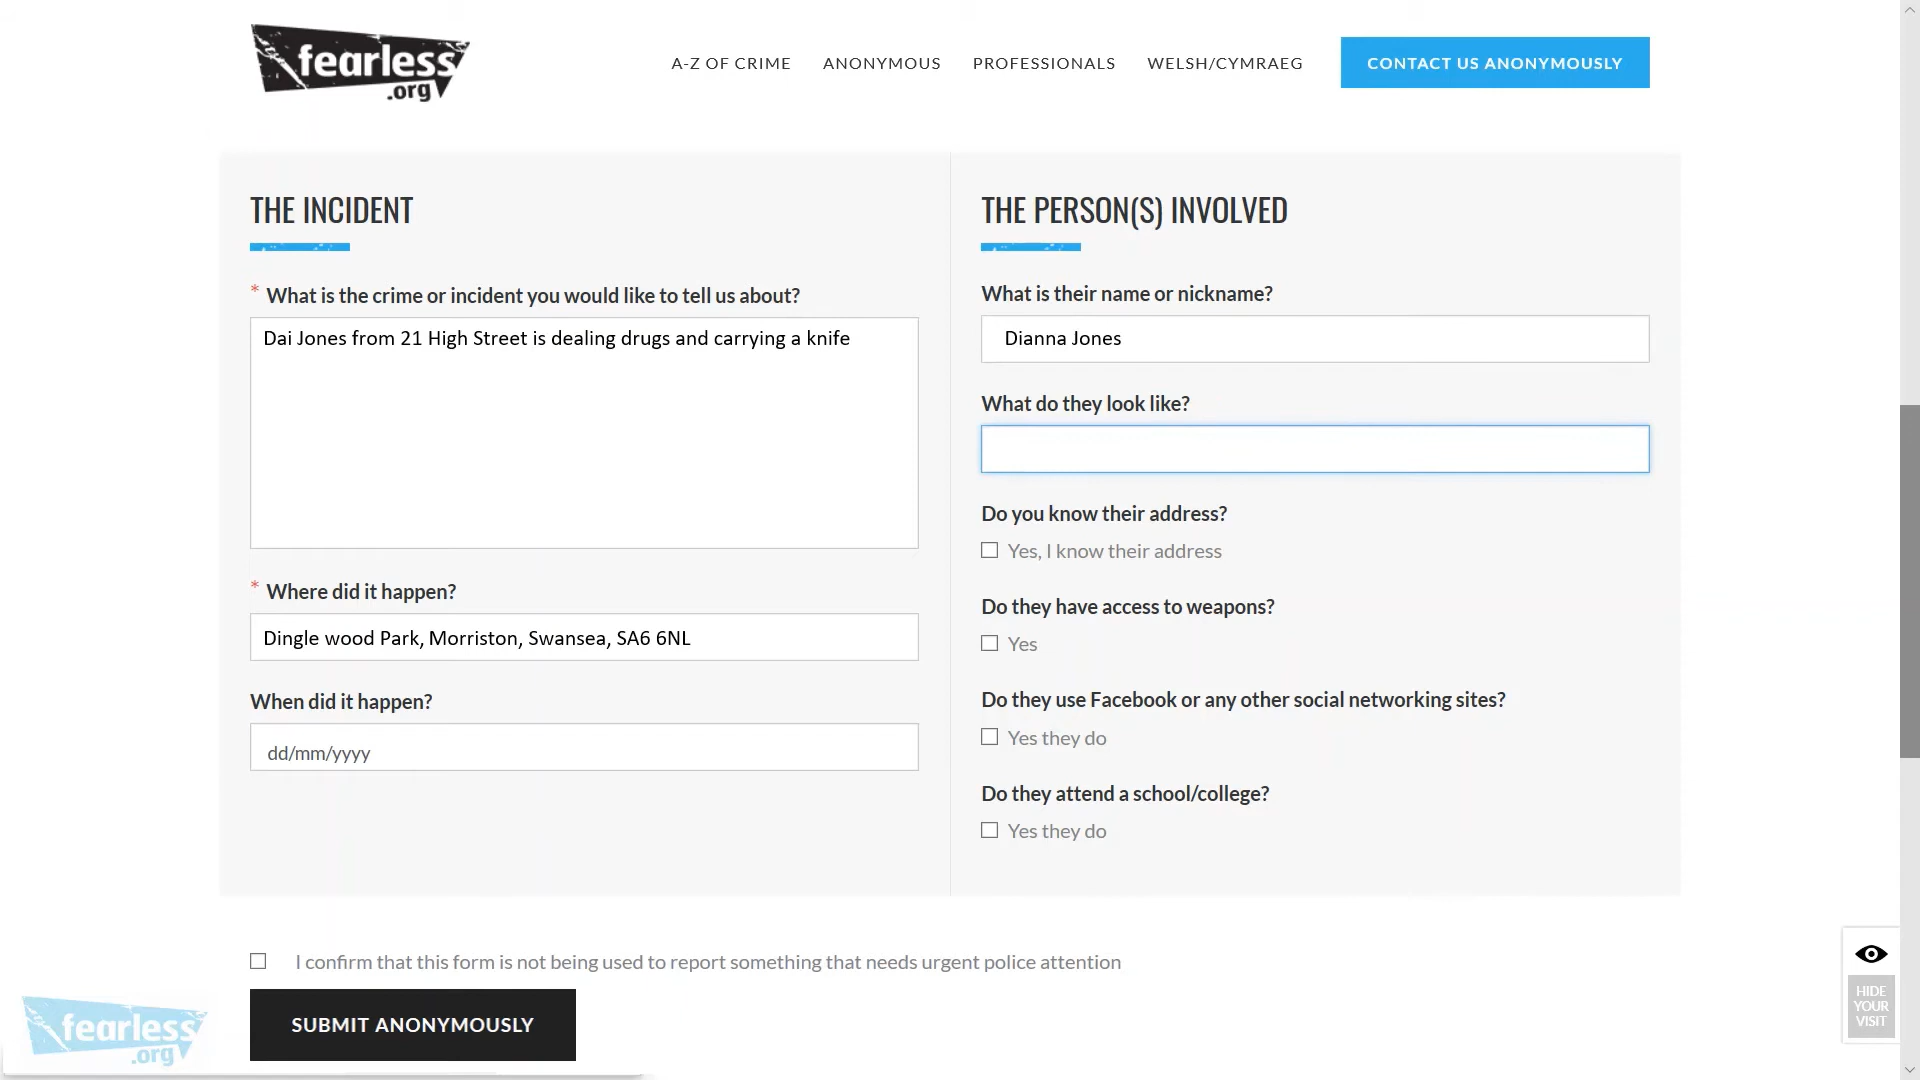 fearless
.org
A-Z OF CRIME
ANONYMOUS
PROFESSIONALS
WELSH/CYMRAEG
CONTACT US ANONYMOUSLY
THE INCIDENT
* What is the crime or incident you would like to tell us about?
Dai Jones from 21 High Street is dealing drugs and carrying a knife
* Where did it happen?
Dingle wood Park, Morriston, Swansea, SA6 6NL
When did it happen?
dd/mm/yyyy
THE PERSON(S) INVOLVED
What is their name or nickname?
Dianna Jones
What do they look like?
Do you know their address?
Yes, I know their address
Do they have access to weapons?
Yes
Do they use Facebook or any other social networking sites?
Yes they do
Do they attend a school/college?
Yes they do
I confirm that this form is not being used to report something that needs urgent police attention
SUBMIT ANONYMOUSLY
fearless
.org
HIDE
YOUR
VISIT